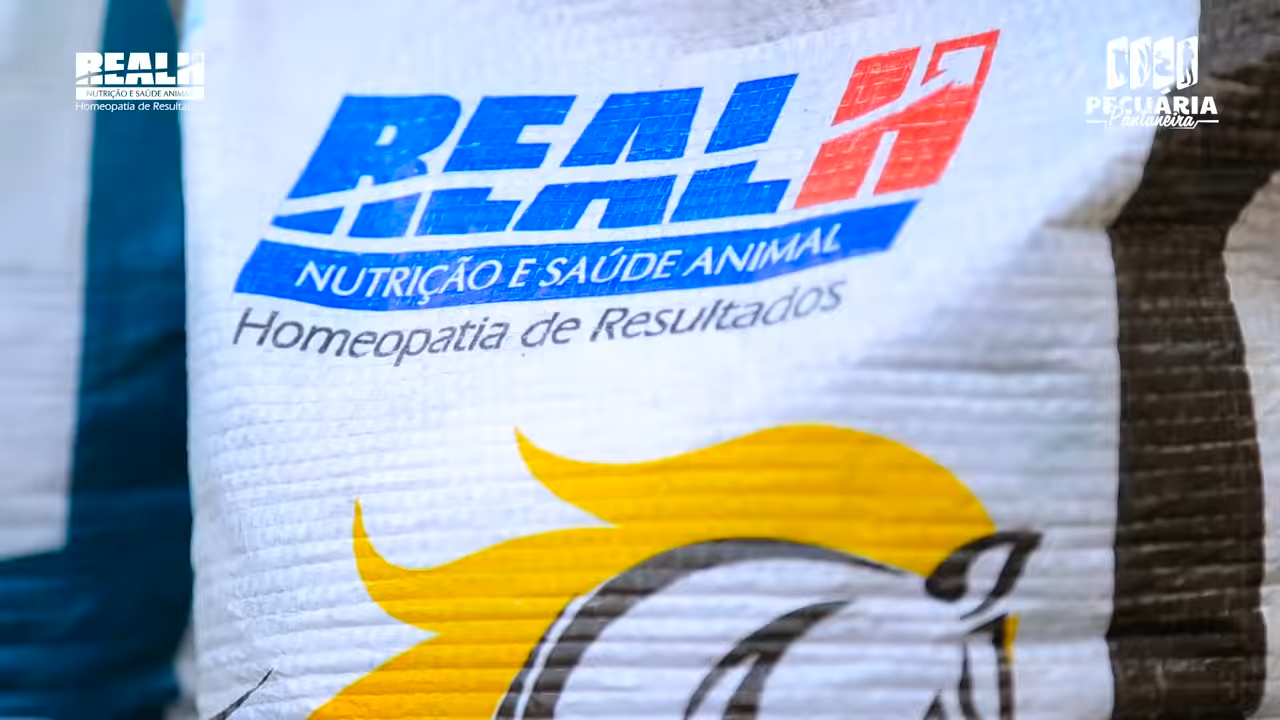 REALH
NUTRIÇÃO E SAÚDE ANIMAL
Homeopatia de Resultados
PECUÁRIA
Pantaneira
REALH
NUTRIÇÃO E SAÚDE ANIMAL
Homeopatia de Resultados